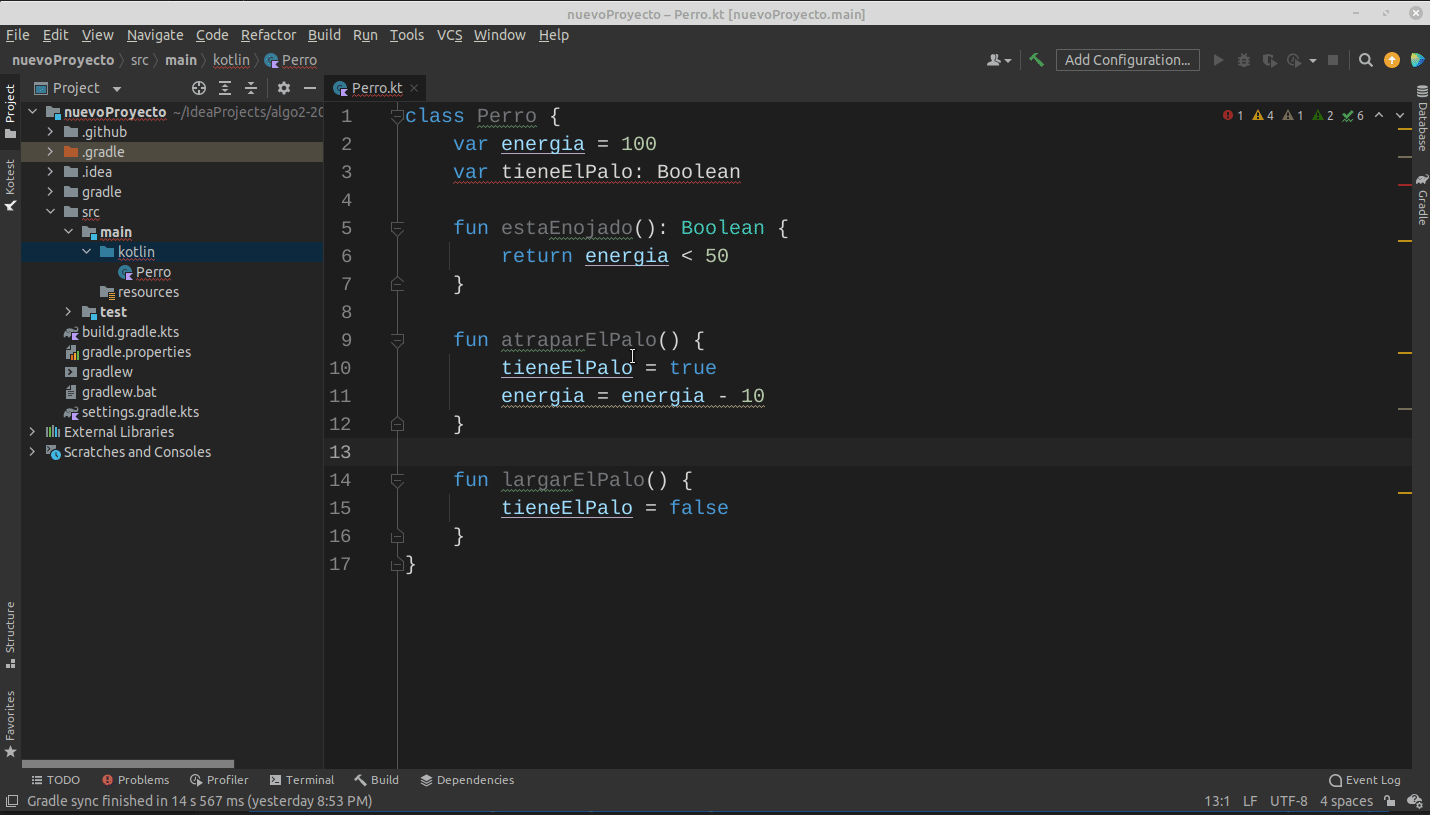 nuevoProyecto – Perro.kt [nuevoProyecto.main]
File Edit View Navigate Code Refactor Build Run Tools VCS Window Help
nuevoProyecto src main kotlin Perro Add Configuration...
Project
Perro.kt
Project
Kotest
Structure
Favorites
nuevoProyecto ~/IdeaProjects/algo2-20
.github
.gradle
.idea
gradle
src
main
kotlin
Perro
resources
test
build.gradle.kts
gradle.properties
gradlew
gradlew.bat
settings.gradle.kts
External Libraries
Scratches and Consoles
1 class Perro {
2 var energia = 100
3 var tieneElPalo: Boolean
4
5 fun estaEnojado(): Boolean {
6 return energia < 50
7 }
8
9 fun atraparElPalo() {
10 tieneElPalo = true
11 energia = energia - 10
12 }
13
14 fun largarElPalo() {
15 tieneElPalo = false
16 }
17 }
1 4 1 2 6
Database
Gradle
TODO Problems Profiler Terminal Build Dependencies Event Log
Gradle sync finished in 14 s 567 ms (yesterday 8:53 PM) 13:1 LF UTF-8 4 spaces